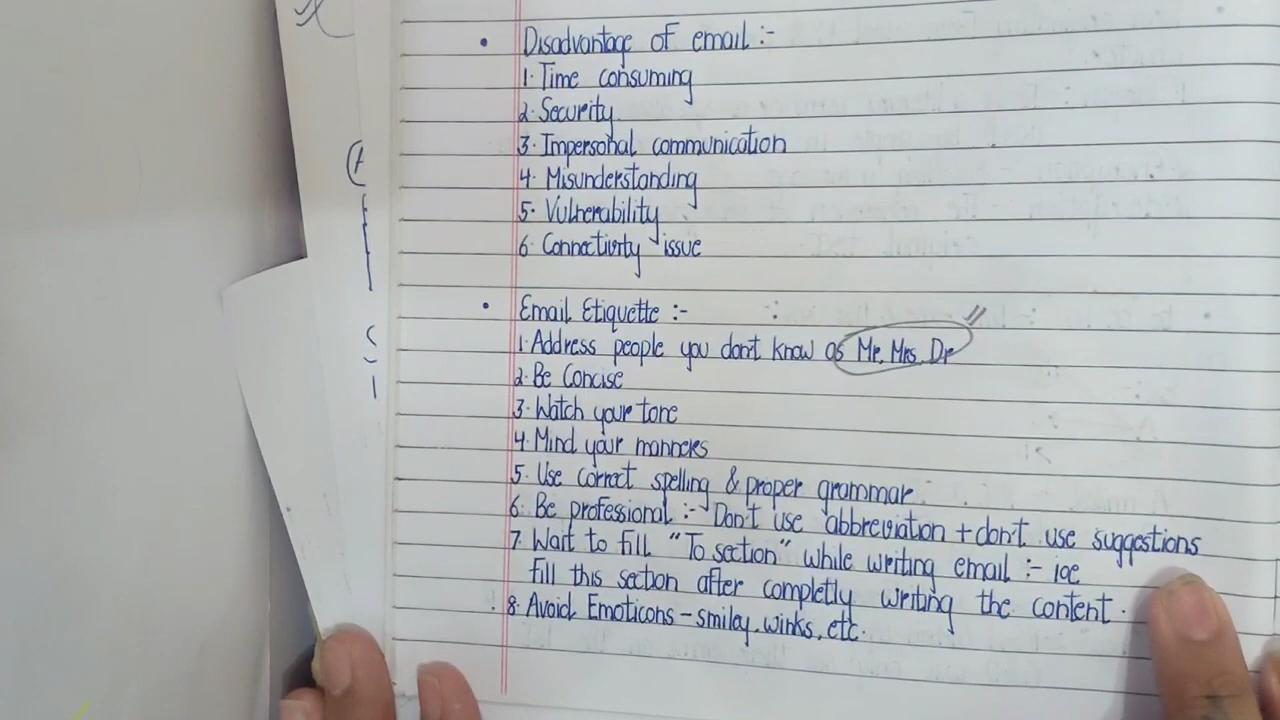 • Disadvantage of email :-
1. Time consuming
2. Security
3. Impersonal communication
4. Misunderstanding
5. Vulnerability
6. Connectivity issue
• Email Etiquette :-
1. Address people you don't know as Mr, Mrs, Dr
2. Be Concise
3. Watch your tone
4. Mind your manners
5. Use correct spelling & proper grammar
6. Be professional :- Don't use abbreviation + don't use suggestions
7. Wait to fill "To section" while writing email :- ioe
fill this section after completly writing the content.
8. Avoid Emoticons - smiley, winks, etc.